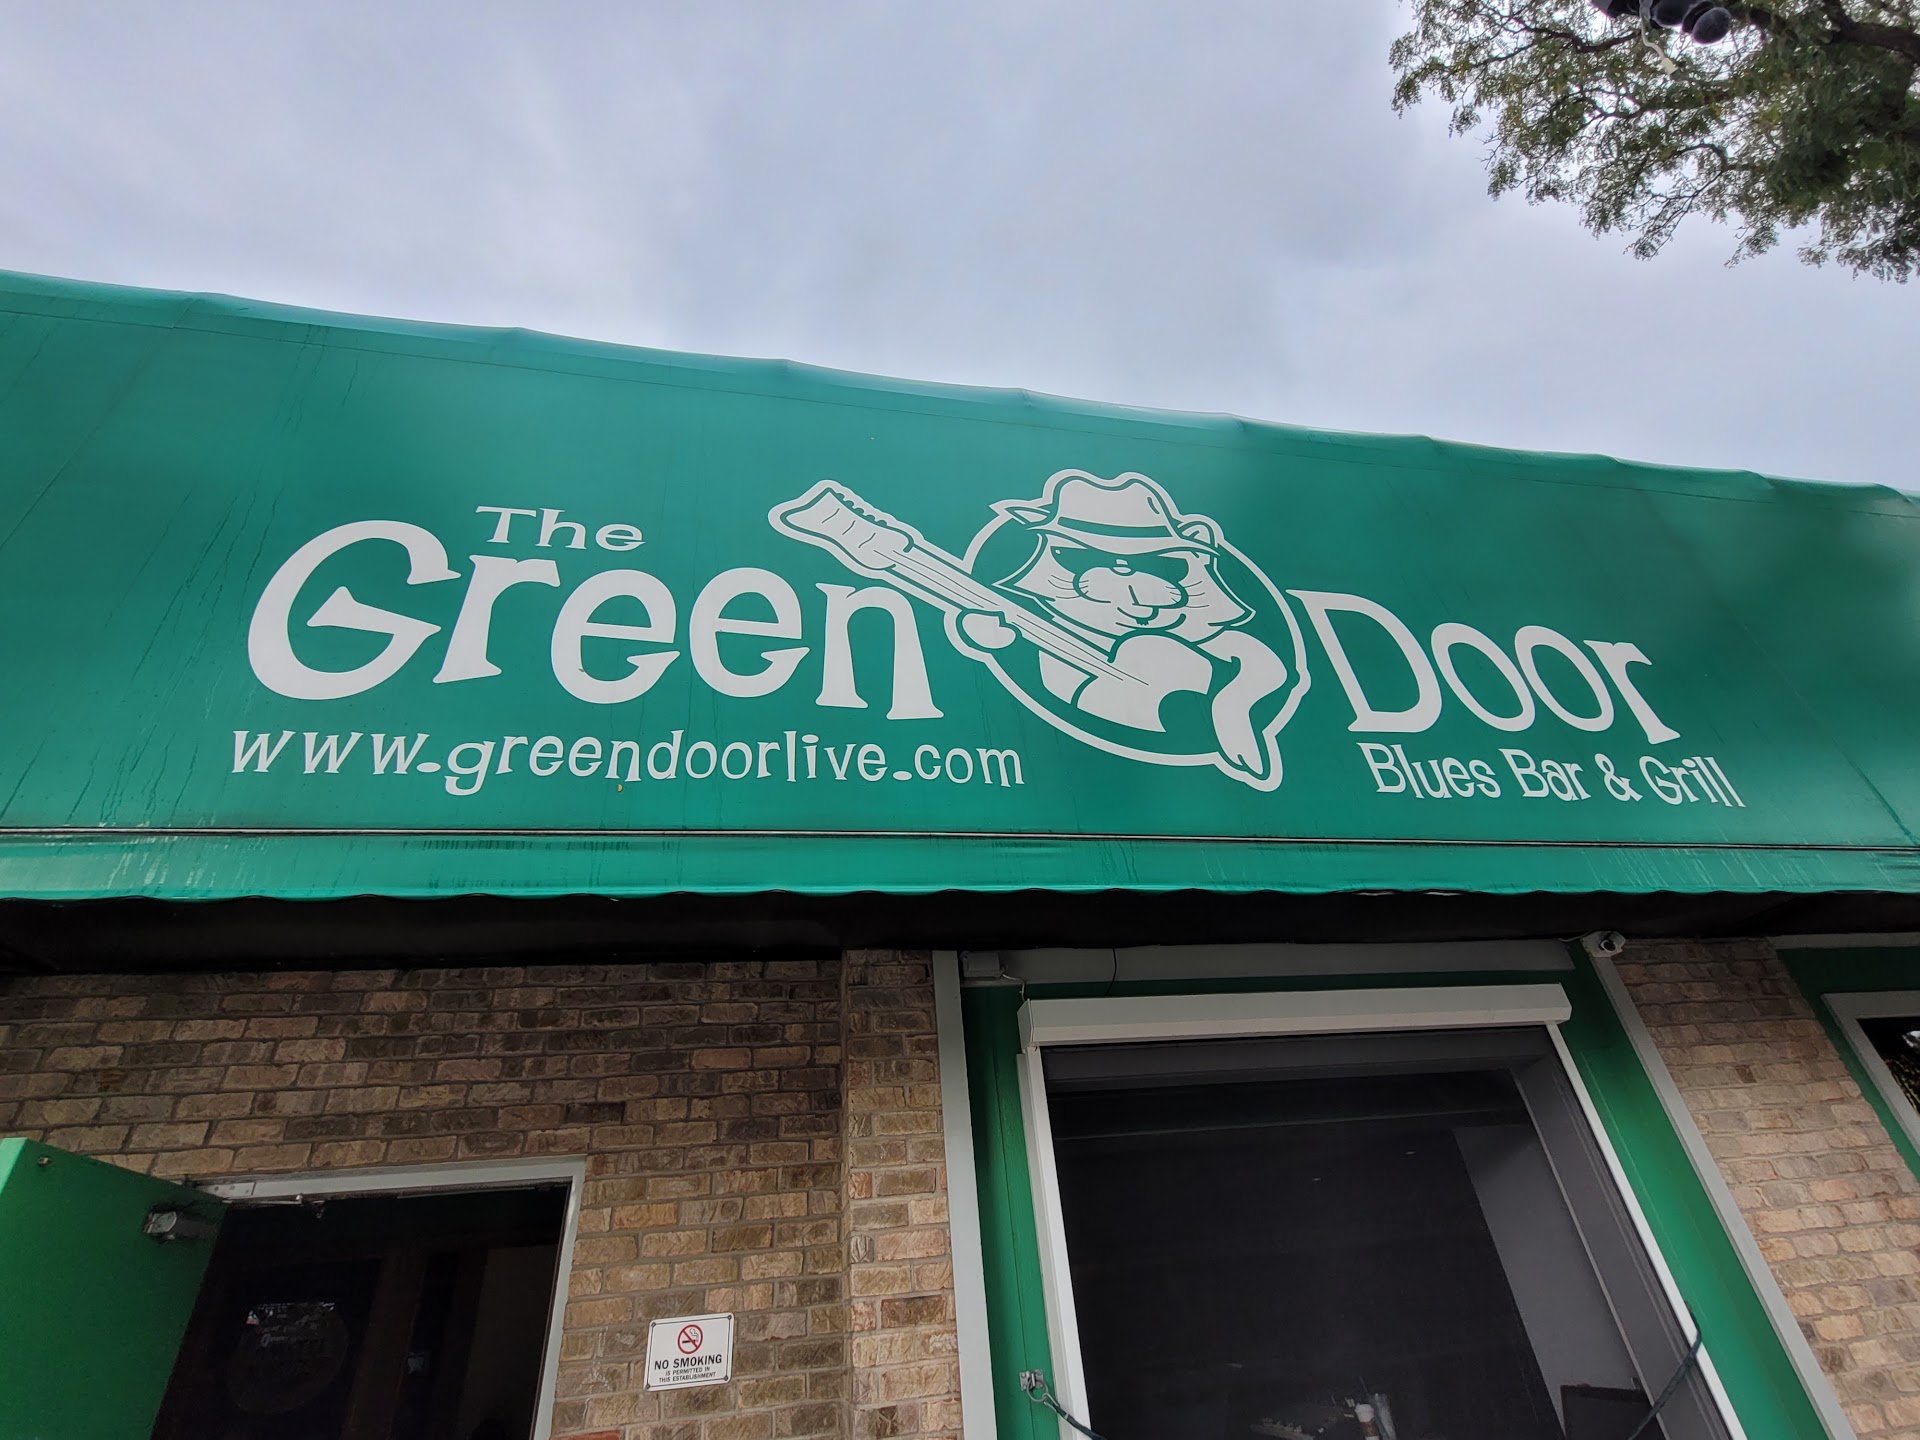 The
Green Door
www.greendoorlive.com
Blues Bar & Grill
NO SMOKING
IS PERMITTED IN
THIS ESTABLISHMENT